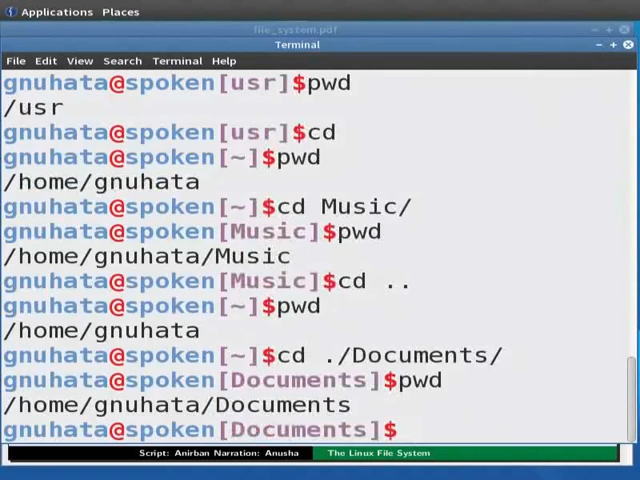 Applications Places
file_system.pdf
Terminal
File Edit View Search Terminal Help
gnuhata@spoken[usr]$pwd
/usr
gnuhata@spoken[usr]$cd
gnuhata@spoken[~]$pwd
/home/gnuhata
gnuhata@spoken[~]$cd Music/
gnuhata@spoken[Music]$pwd
/home/gnuhata/Music
gnuhata@spoken[Music]$cd ..
gnuhata@spoken[~]$pwd
/home/gnuhata
gnuhata@spoken[~]$cd ./Documents/
gnuhata@spoken[Documents]$pwd
/home/gnuhata/Documents
gnuhata@spoken[Documents]$
Script: Anirban Narration: Anusha The Linux File System